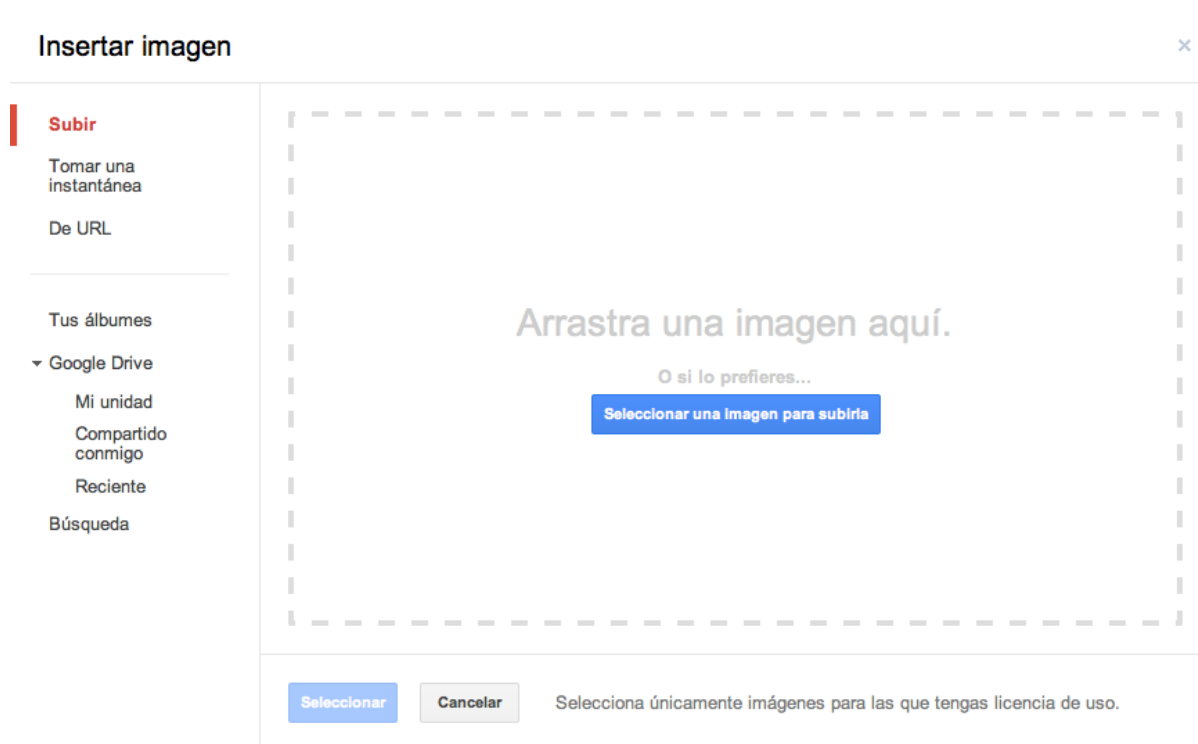 Insertar imagen
×
Subir
Tomar una
instantánea
De URL
Tus álbumes
Google Drive
Mi unidad
Compartido
conmigo
Reciente
Búsqueda
Arrastra una imagen aquí.
O si lo prefieres...
Seleccionar una imagen para subirla
Seleccionar
Cancelar
Selecciona únicamente imágenes para las que tengas licencia de uso.